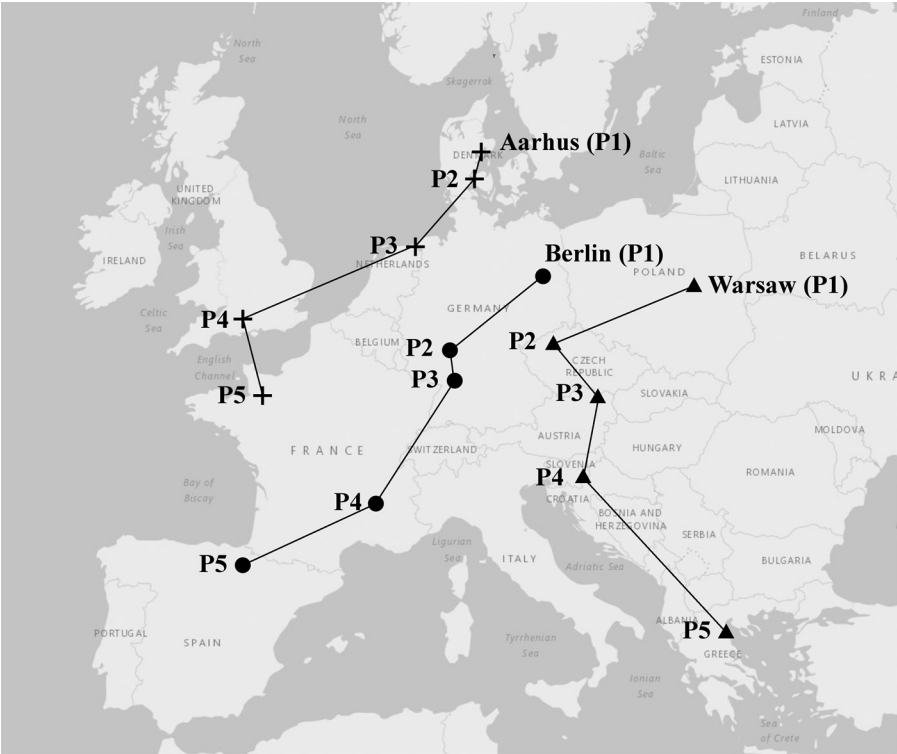 Finland
North
Sea
ESTONIA
Skagerrak
North
Sea
LATVIA
Aarhus (P1)
DENMARK
Baltic
Sea
P2
LITHUANIA
UNITED
KINGDOM
Irish
Sea
P3
NETHERLANDS
Berlin (P1)
BELARUS
IRELAND
POLAND
Warsaw (P1)
Celtic
Sea
P4
GERMANY
BELGIUM
P2
P2
English
Channel
CZECH
REPUBLIC
P3
P5
P3
SLOVAKIA
UKRA
MOLDOVA
FRANCE
SWITZERLAND
AUSTRIA
HUNGARY
SLOVENIA
ROMANIA
Bay of
Biscay
P4
P4
CROATIA
BOSNIA AND
HERZEGOVINA
SERBIA
Ligurian
Sea
ITALY
Adriatic Sea
BULGARIA
P5
PORTUGAL
SPAIN
ALBANIA
P5
Tyrrhenian
Sea
GREECE
Ionian
Sea
Sea
of Crete